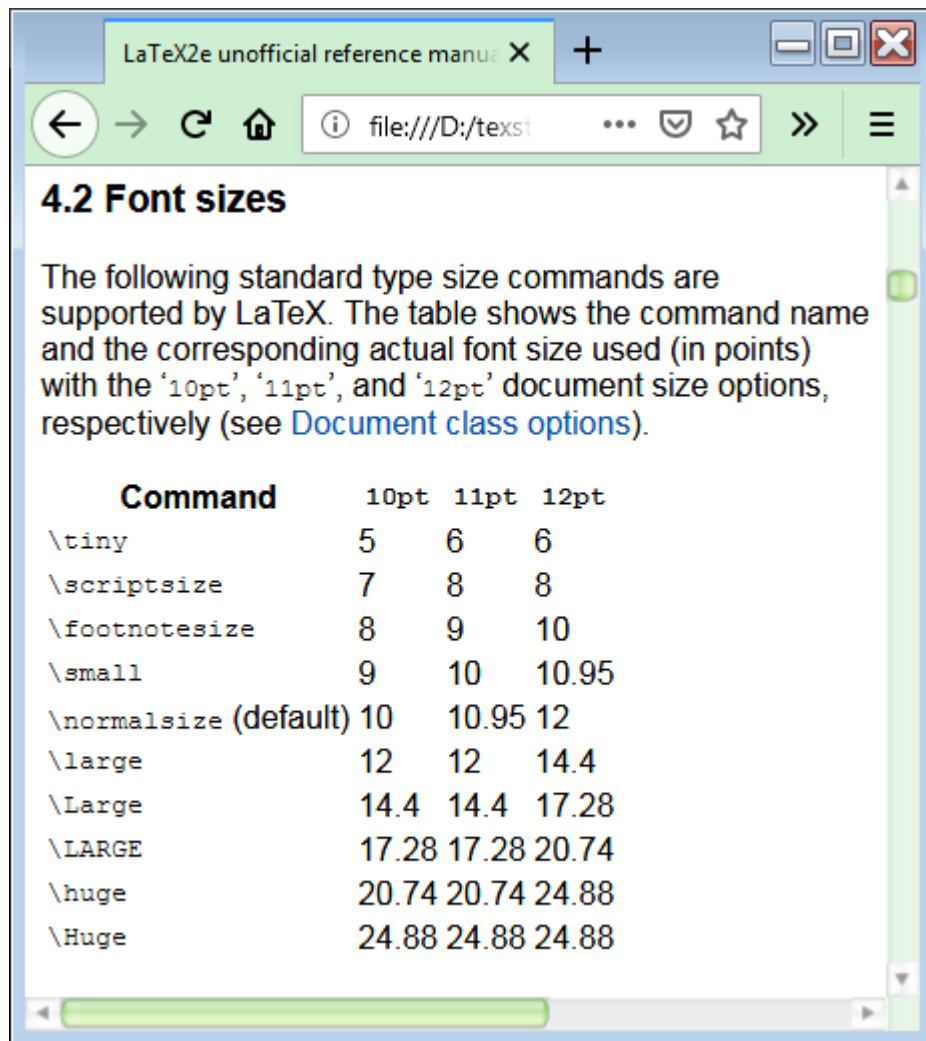 LaTeX2e unofficial reference manua
file:///D:/texst
4.2 Font sizes
The following standard type size commands are
supported by LaTeX. The table shows the command name
and the corresponding actual font size used (in points)
with the ‘10pt’, ‘11pt’, and ‘12pt’ document size options,
respectively (see Document class options).
Command 10pt 11pt 12pt
\tiny 5 6 6
\scriptsize 7 8 8
\footnotesize 8 9 10
\small 9 10 10.95
\normalsize (default) 10 10.95 12
\large 12 12 14.4
\Large 14.4 14.4 17.28
\LARGE 17.28 17.28 20.74
\huge 20.74 20.74 24.88
\Huge 24.88 24.88 24.88